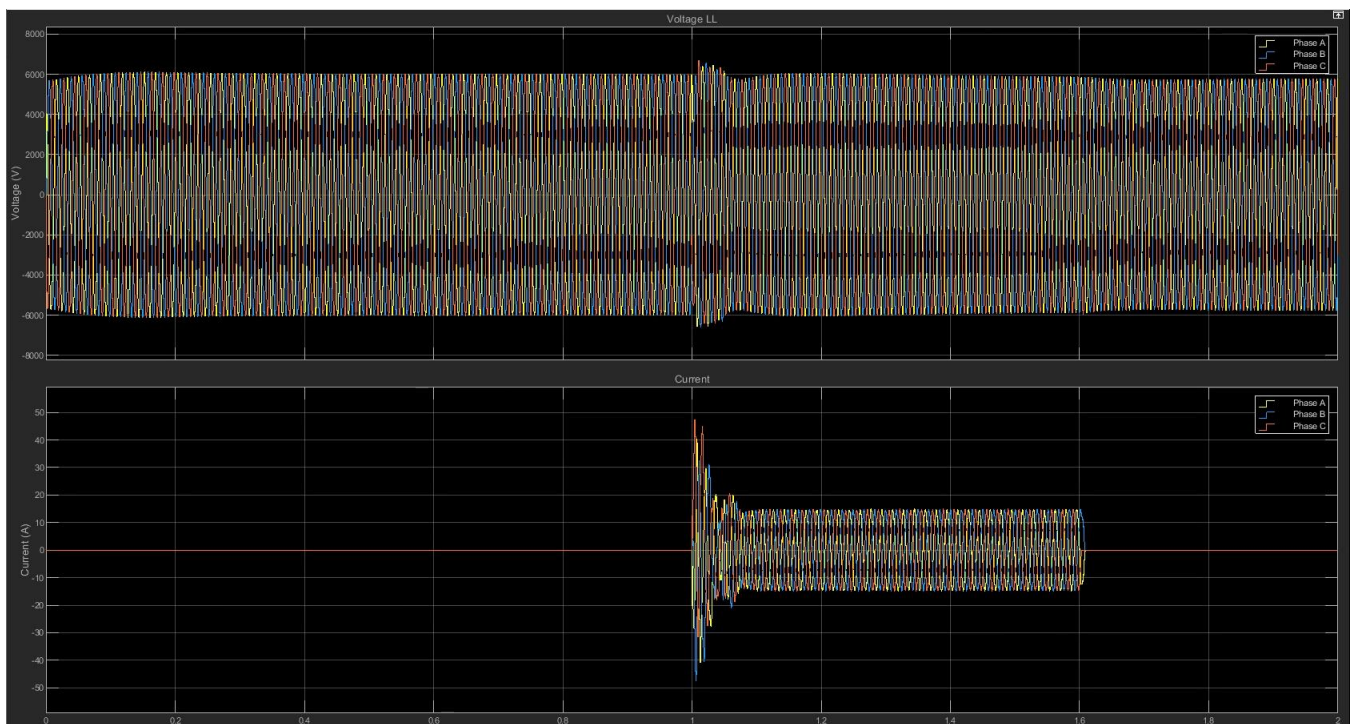 Voltage LL
8000
6000
4000
2000
0
-2000
-4000
-6000
-8000
Voltage (V)
Phase A
Phase B
Phase C
Current
50
40
30
20
10
0
-10
-20
-30
-40
-50
Current (A)
Phase A
Phase B
Phase C
0 0.2 0.4 0.6 0.8 1 1.2 1.4 1.6 1.8 2